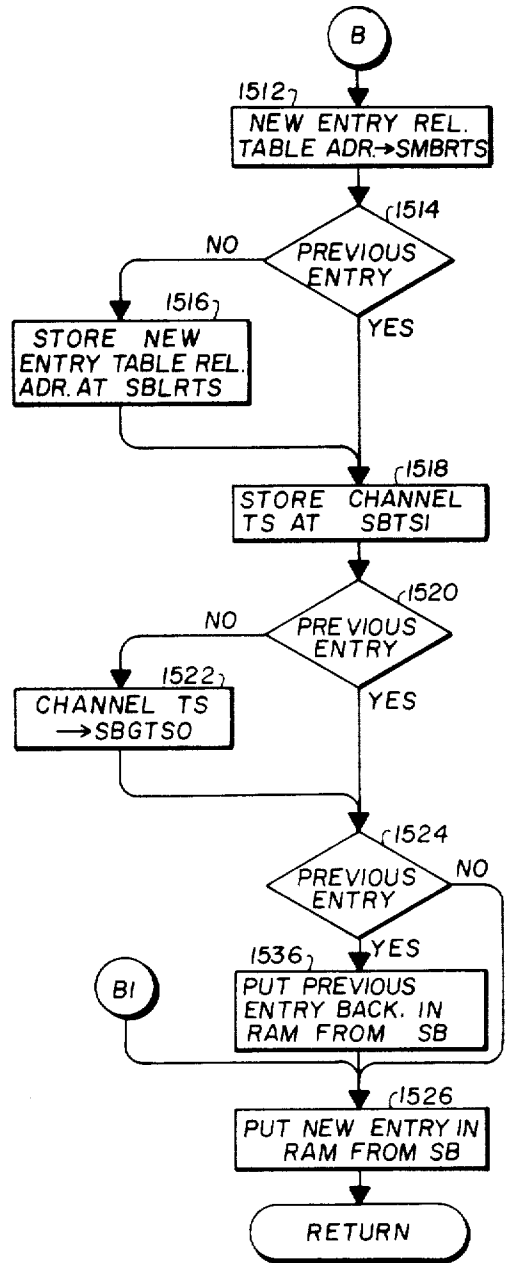 B
1512
NEW ENTRY REL.
TABLE ADR.→SMBRTS
1514
PREVIOUS
ENTRY
NO
YES
1516
STORE NEW
ENTRY TABLE REL.
ADR. AT SBLRTS
1518
STORE CHANNEL
TS AT SBTSI
1520
PREVIOUS
ENTRY
NO
YES
1522
CHANNEL TS
→SBGTSO
1524
PREVIOUS
ENTRY
NO
YES
1536
PUT PREVIOUS
ENTRY BACK. IN
RAM FROM SB
BI
1526
PUT NEW ENTRY IN
RAM FROM SB
RETURN